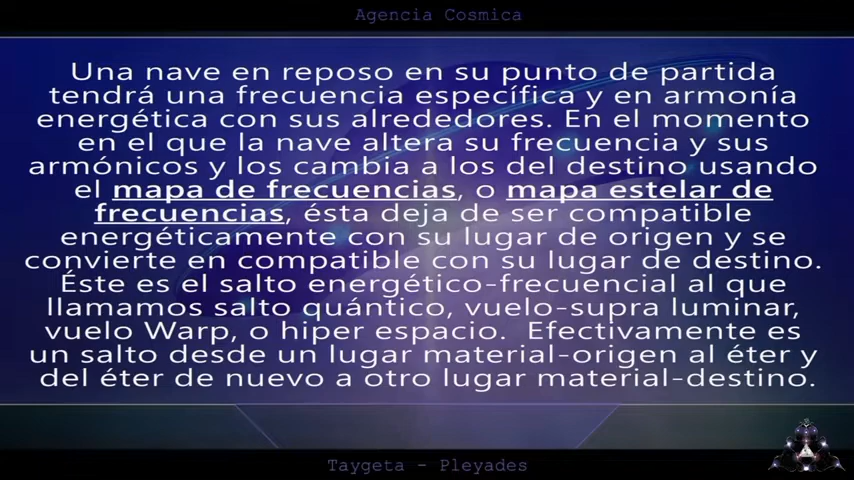 Agencia Cosmica
Una nave en reposo en su punto de partida
tendrá una frecuencia específica y en armonía
energética con sus alrededores. En el momento
en el que la nave altera su frecuencia y sus
armónicos y los cambia a los del destino usando
el mapa de frecuencias, o mapa estelar de
frecuencias, ésta deja de ser compatible
energéticamente con su lugar de origen y se
convierte en compatible con su lugar de destino.
Éste es el salto energético-frecuencial al que
llamamos salto quántico, vuelo-supra luminar,
vuelo Warp, o hiper espacio. Efectivamente es
un salto desde un lugar material-origen al éter y
del éter de nuevo a otro lugar material-destino.
Taygeta - Pleyades